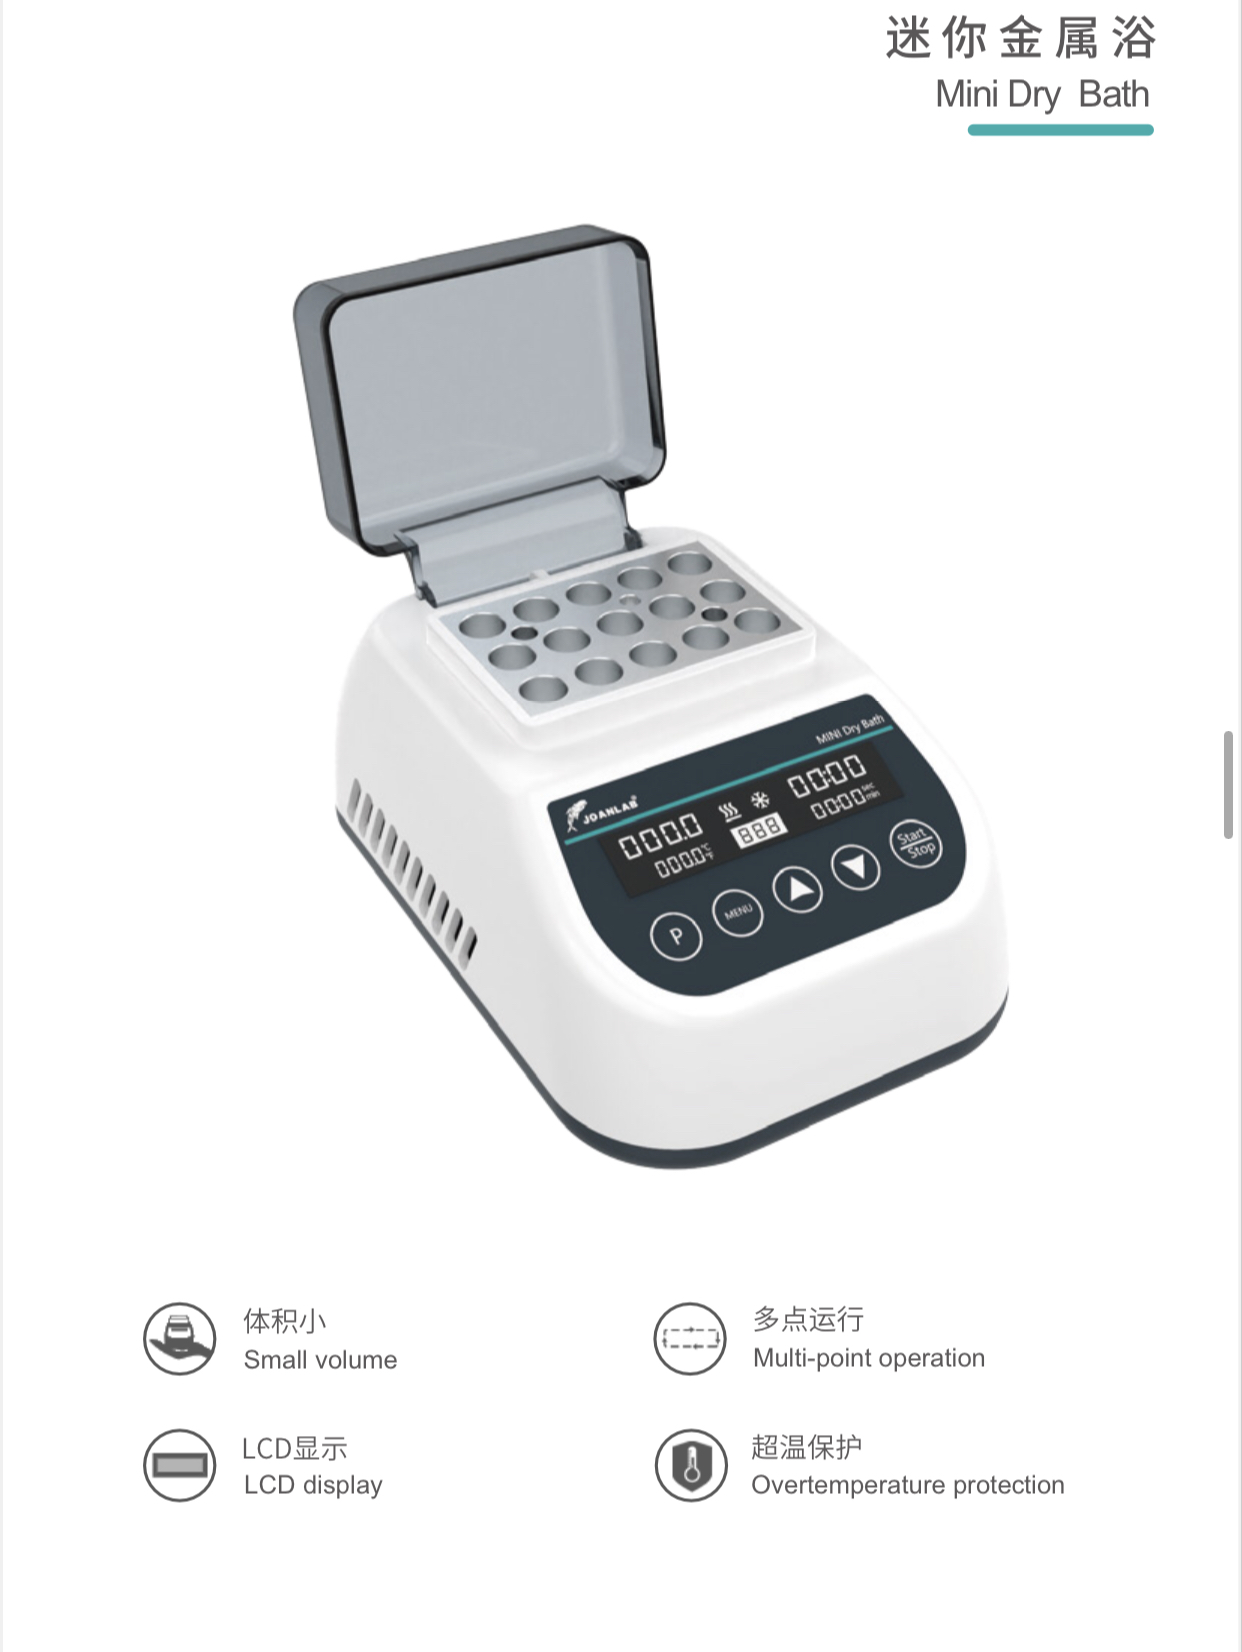 迷你金属浴
Mini Dry Bath
MINI Dry Bath
JOANLAB®
000.0
000.0℃℉
888
00:00
00:00 sec min
P
MENU
Start
Stop
体积小
Small volume
多点运行
Multi-point operation
LCD显示
LCD display
超温保护
Overtemperature protection